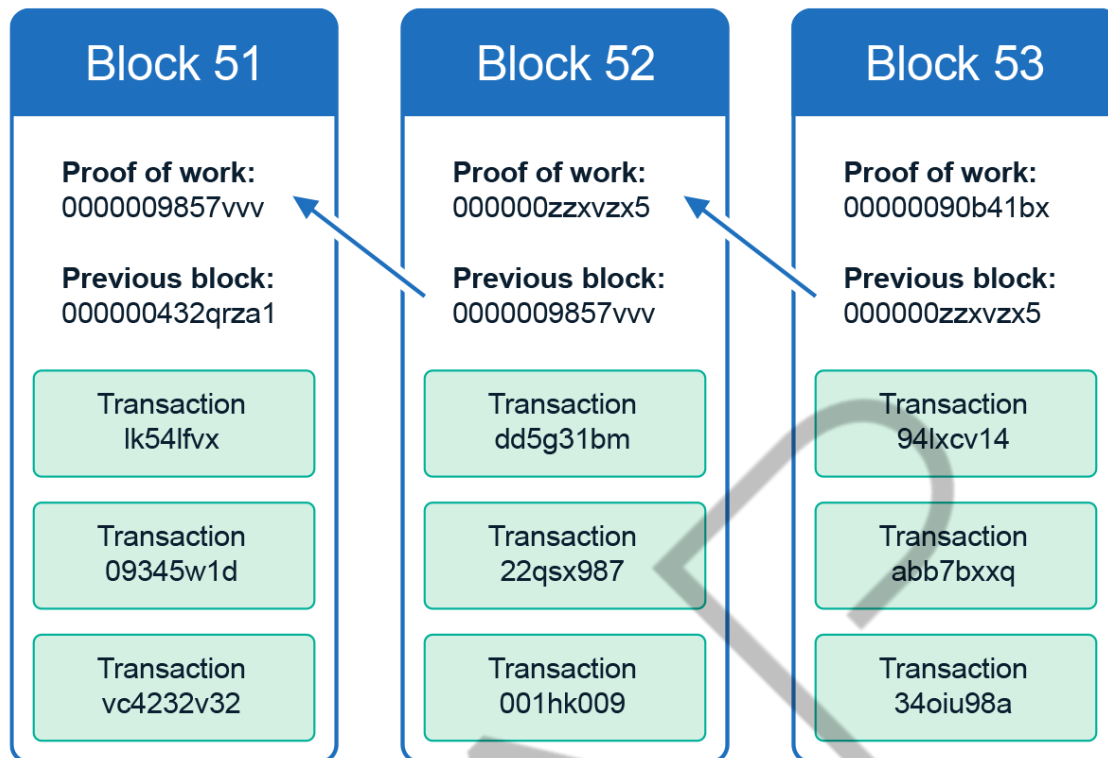 Block 51
Proof of work:
0000009857vvv
Previous block:
000000432qrza1
Transaction
lk54lfvx
Transaction
09345w1d
Transaction
vc4232v32
Block 52
Proof of work:
000000zzxvzx5
Previous block:
0000009857vvv
Transaction
dd5g31bm
Transaction
22qsx987
Transaction
001hk009
Block 53
Proof of work:
00000090b41bx
Previous block:
000000zzxvzx5
Transaction
94lxcv14
Transaction
abb7bxxq
Transaction
34oiu98a